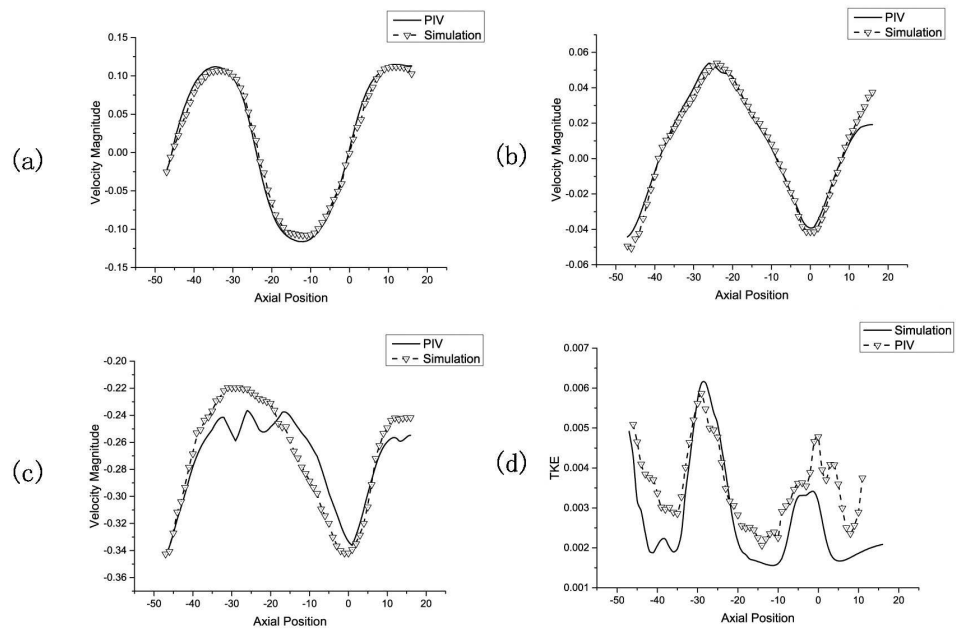 PIV
Simulation
0.15
0.10
0.05
0.00
-0.05
-0.10
-0.15
Velocity Magnitude
-50 -40 -30 -20 -10 0 10 20
Axial Position
(a)
PIV
Simulation
0.06
0.04
0.02
0.00
-0.02
-0.04
-0.06
Velocity Magnitude
-50 -40 -30 -20 -10 0 10 20
Axial Position
(b)
PIV
Simulation
-0.20
-0.22
-0.24
-0.26
-0.28
-0.30
-0.32
-0.34
-0.36
Velocity Magnitude
-50 -40 -30 -20 -10 0 10 20
Axial Position
(c)
Simulation
PIV
0.007
0.006
0.005
0.004
0.003
0.002
0.001
TKE
-50 -40 -30 -20 -10 0 10 20
Axial Position
(d)